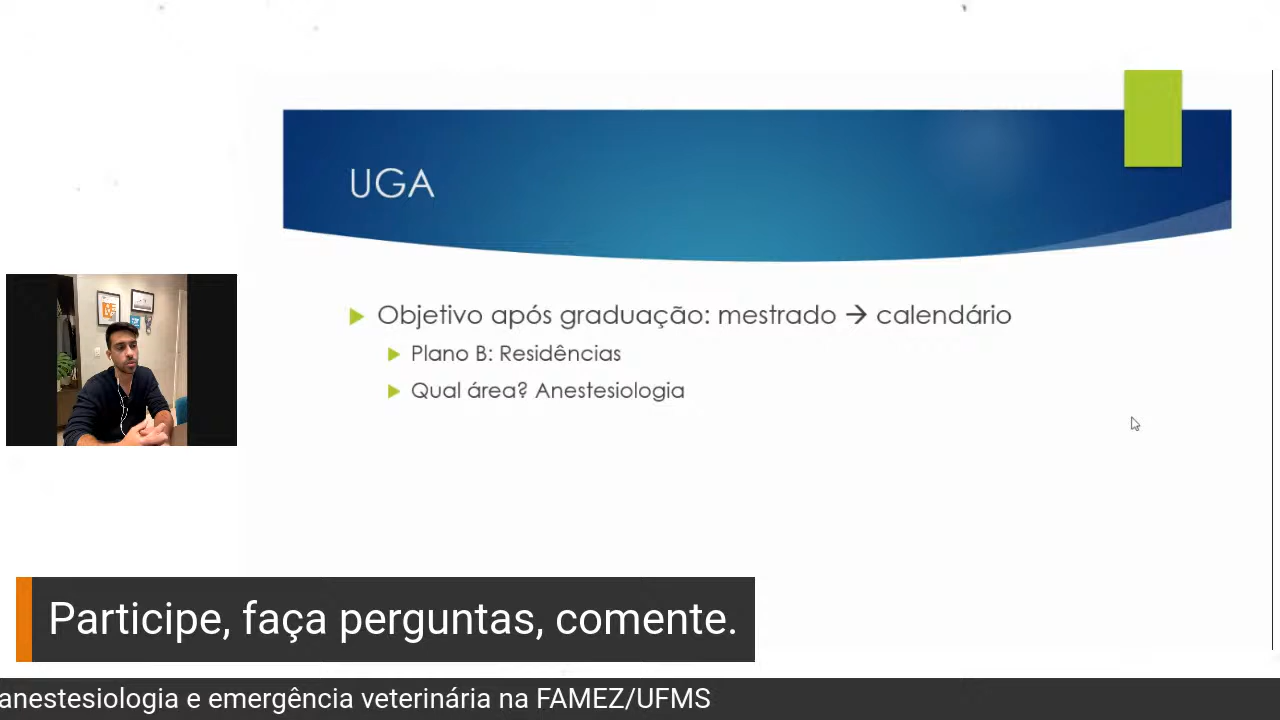 UGA
Objetivo após graduação: mestrado → calendário
Plano B: Residências
Qual área? Anestesiologia
Participe, faça perguntas, comente.
anestesiologia e emergência veterinária na FAMEZ/UFMS